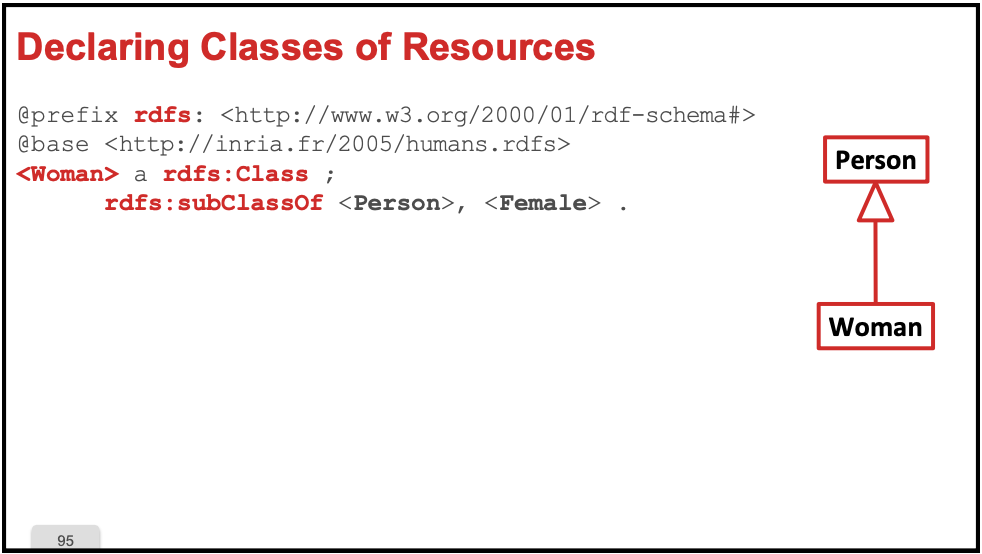 Declaring Classes of Resources
@prefix rdfs: <http://www.w3.org/2000/01/rdf-schema#>
@base <http://inria.fr/2005/humans.rdfs>
<Woman> a rdfs:Class ;
rdfs:subClassOf <Person>, <Female> .
Person
Woman
95